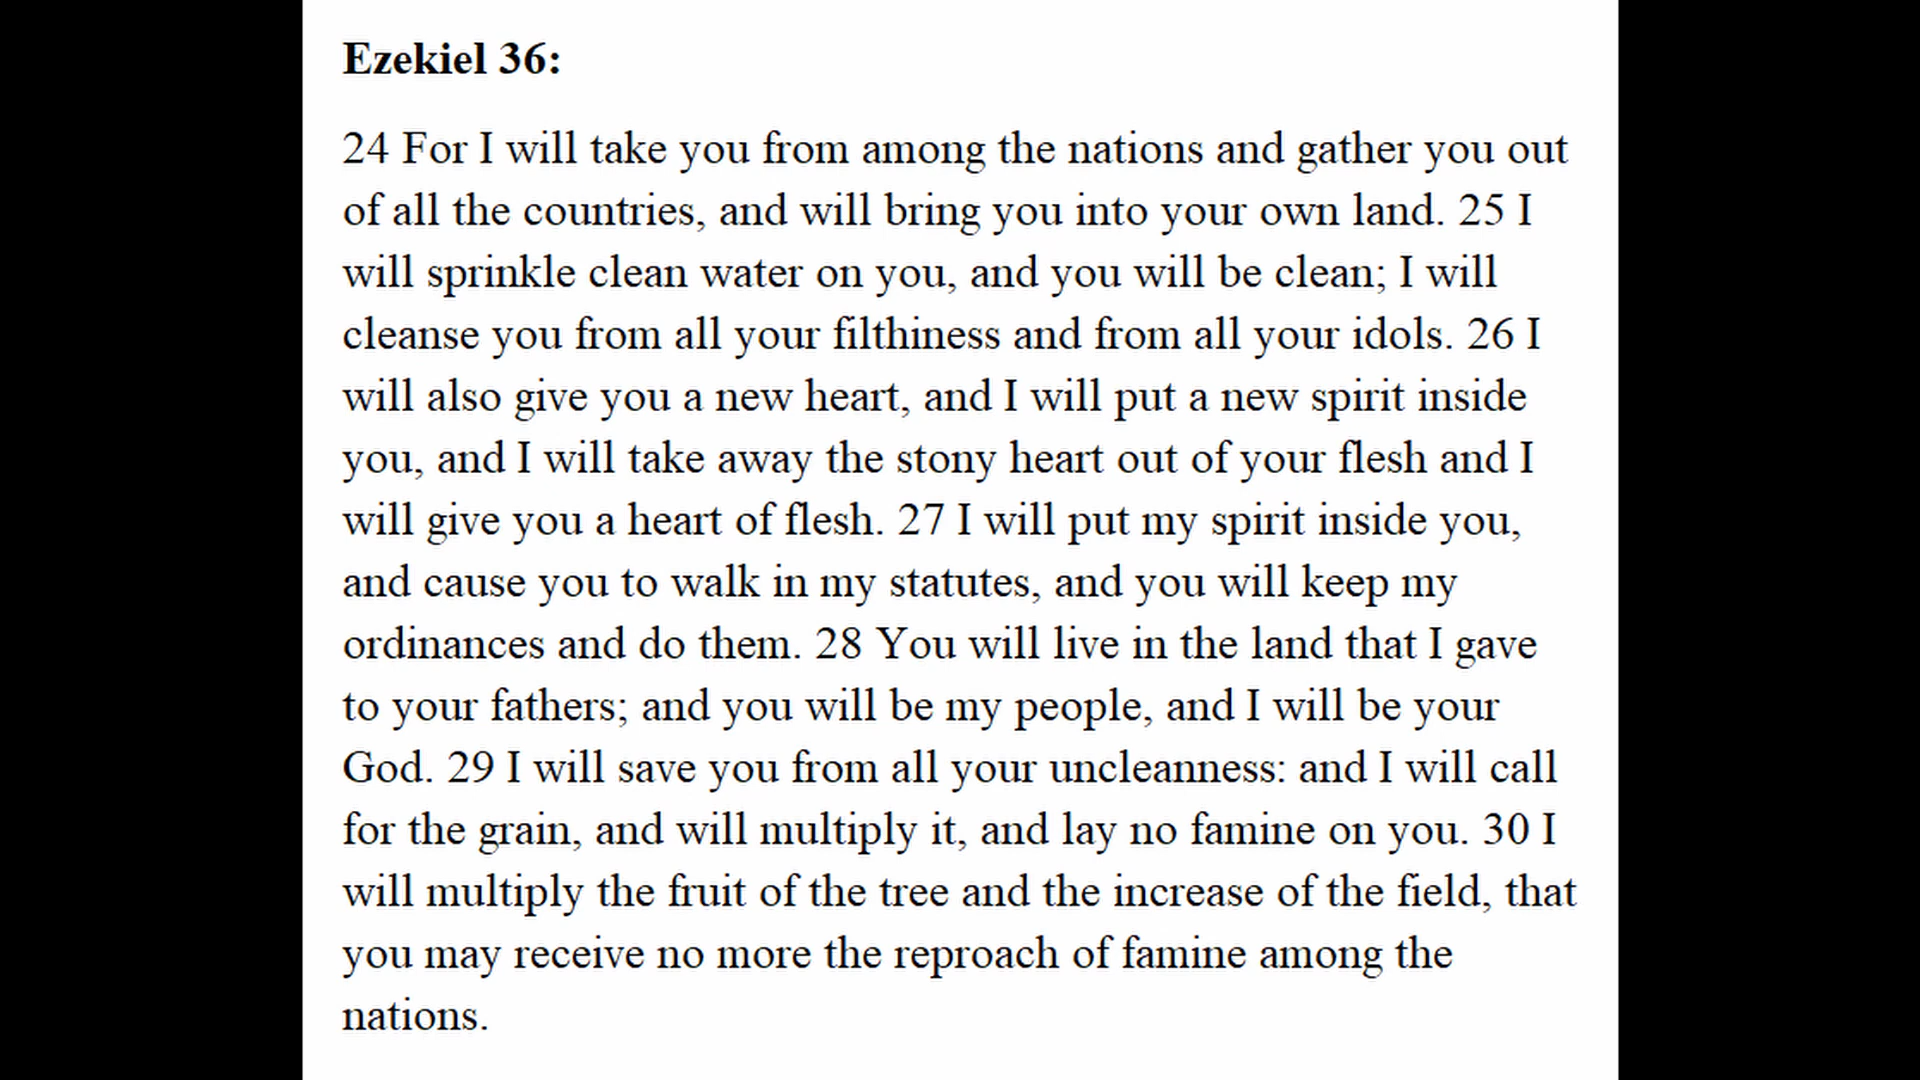 Ezekiel 36:
24 For I will take you from among the nations and gather you out
of all the countries, and will bring you into your own land. 25 I
will sprinkle clean water on you, and you will be clean; I will
cleanse you from all your filthiness and from all your idols. 26 I
will also give you a new heart, and I will put a new spirit inside
you, and I will take away the stony heart out of your flesh and I
will give you a heart of flesh. 27 I will put my spirit inside you,
and cause you to walk in my statutes, and you will keep my
ordinances and do them. 28 You will live in the land that I gave
to your fathers; and you will be my people, and I will be your
God. 29 I will save you from all your uncleanness: and I will call
for the grain, and will multiply it, and lay no famine on you. 30 I
will multiply the fruit of the tree and the increase of the field, that
you may receive no more the reproach of famine among the
nations.